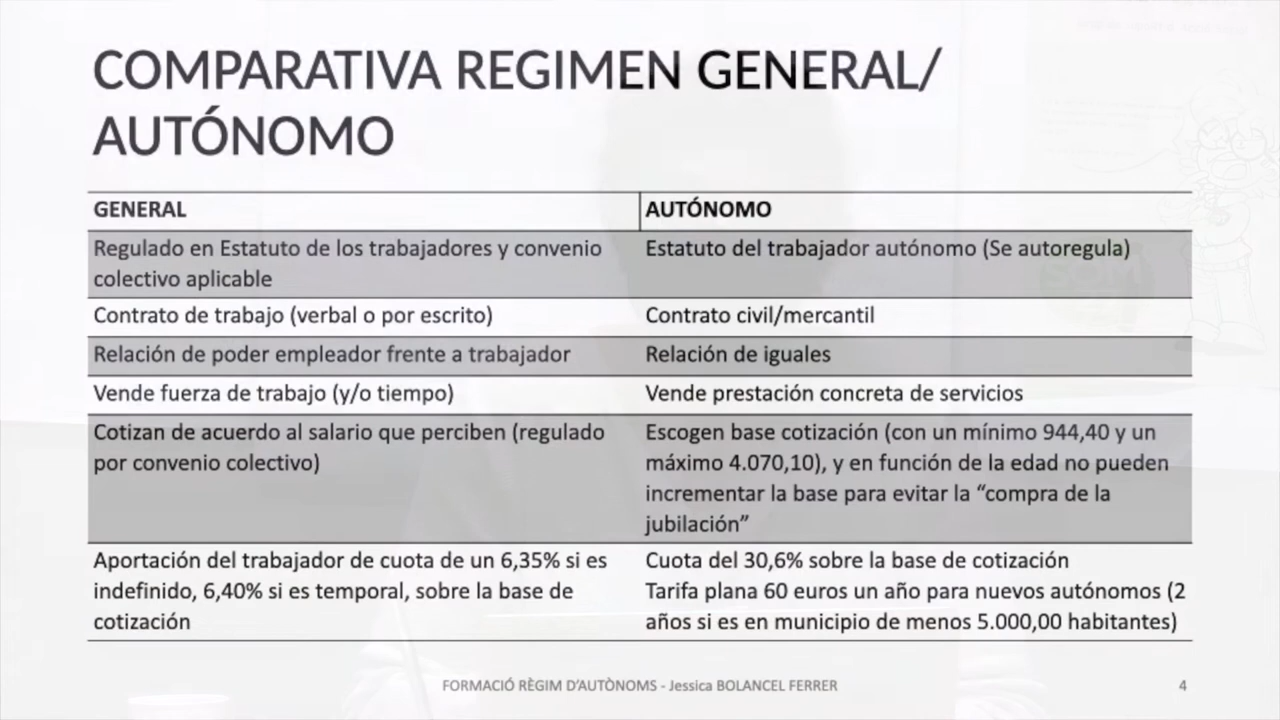 COMPARATIVA REGIMEN GENERAL/
AUTÓNOMO
GENERAL
AUTÓNOMO
Regulado en Estatuto de los trabajadores y convenio
colectivo aplicable
Estatuto del trabajador autónomo (Se autoregula)
Contrato de trabajo (verbal o por escrito)
Contrato civil/mercantil
Relación de poder empleador frente a trabajador
Relación de iguales
Vende fuerza de trabajo (y/o tiempo)
Vende prestación concreta de servicios
Cotizan de acuerdo al salario que perciben (regulado
por convenio colectivo)
Escogen base cotización (con un mínimo 944,40 y un
máximo 4.070,10), y en función de la edad no pueden
incrementar la base para evitar la “compra de la
jubilación”
Aportación del trabajador de cuota de un 6,35% si es
indefinido, 6,40% si es temporal, sobre la base de
cotización
Cuota del 30,6% sobre la base de cotización
Tarifa plana 60 euros un año para nuevos autónomos (2
años si es en municipio de menos 5.000,00 habitantes)
FORMACIÓ RÈGIM D'AUTÒNOMS - Jessica BOLANCEL FERRER
4